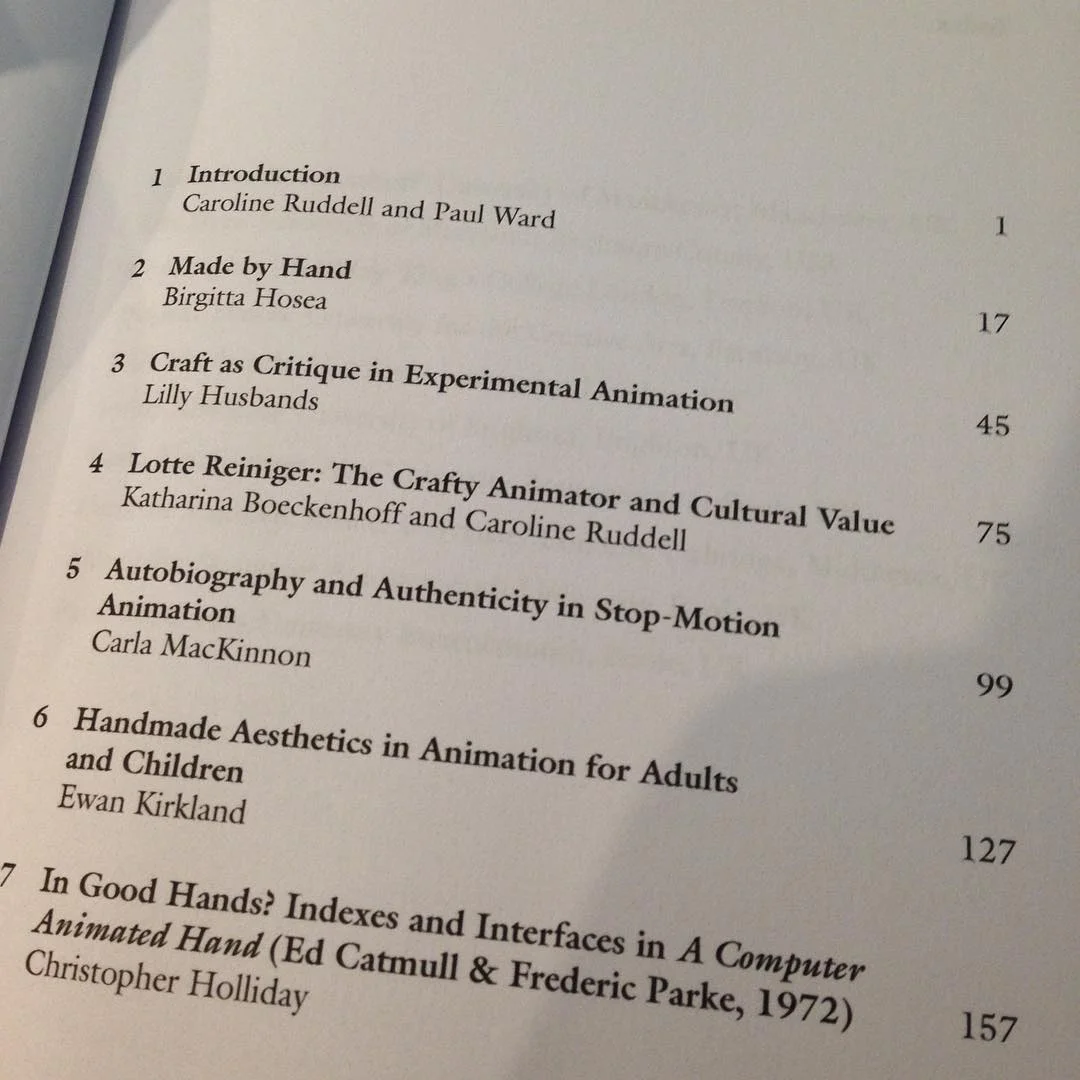 1 Introduction
Caroline Ruddell and Paul Ward 1
2 Made by Hand
Birgitta Hosea 17
3 Craft as Critique in Experimental Animation
Lilly Husbands 45
4 Lotte Reiniger: The Crafty Animator and Cultural Value
Katharina Boeckenhoff and Caroline Ruddell 75
5 Autobiography and Authenticity in Stop-Motion
Animation
Carla MacKinnon 99
6 Handmade Aesthetics in Animation for Adults
and Children
Ewan Kirkland 127
7 In Good Hands? Indexes and Interfaces in A Computer
Animated Hand (Ed Catmull & Frederic Parke, 1972)
Christopher Holliday 157